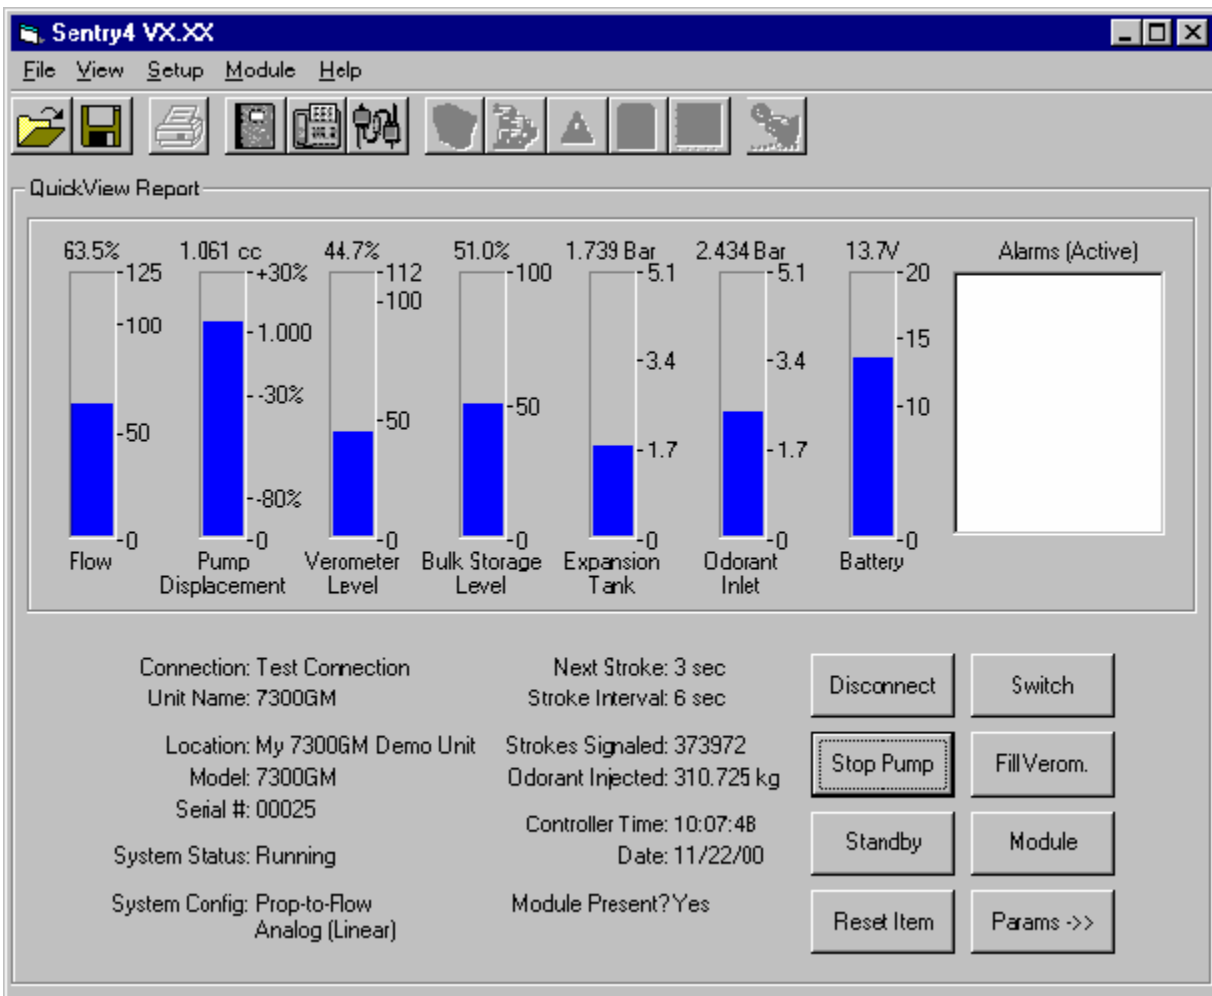 Sentry4 VX.XX
File View Setup Module Help
QuickView Report
63.5% 1.061 cc 44.7% 51.0% 1.739 Bar 2.434 Bar 13.7V Alarms (Active)
125 +30% 112 100 5.1 5.1 20
100
100 1.000 15
3.4 3.4
-30% 50 50 10
50
1.7 1.7
-80%
0 0 0 0 0 0 0
Flow Pump Verometer Bulk Storage Expansion Odorant Battery
Displacement Level Level Tank Inlet
Connection: Test Connection Next Stroke: 3 sec Disconnect Switch
Unit Name: 7300GM Stroke Interval: 6 sec
Location: My 7300GM Demo Unit Strokes Signaled: 373972 Stop Pump Fill Verom.
Model: 7300GM Odorant Injected: 310.725 kg
Serial #: 00025
Controller Time: 10:07:48 Standby Module
System Status: Running Date: 11/22/00
System Config: Prop-to-Flow Module Present? Yes Reset Item Params ->>
Analog (Linear)